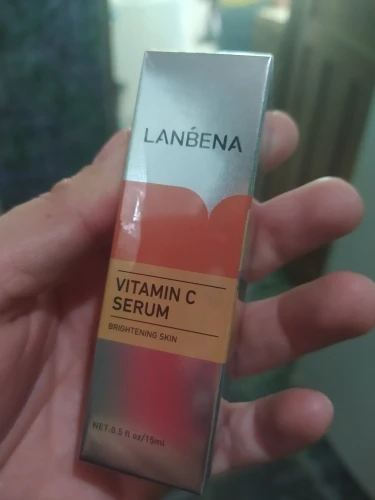 LANBENA
VITAMIN C
SERUM
BRIGHTENING SKIN
NET:0.5 fl oz/15mL